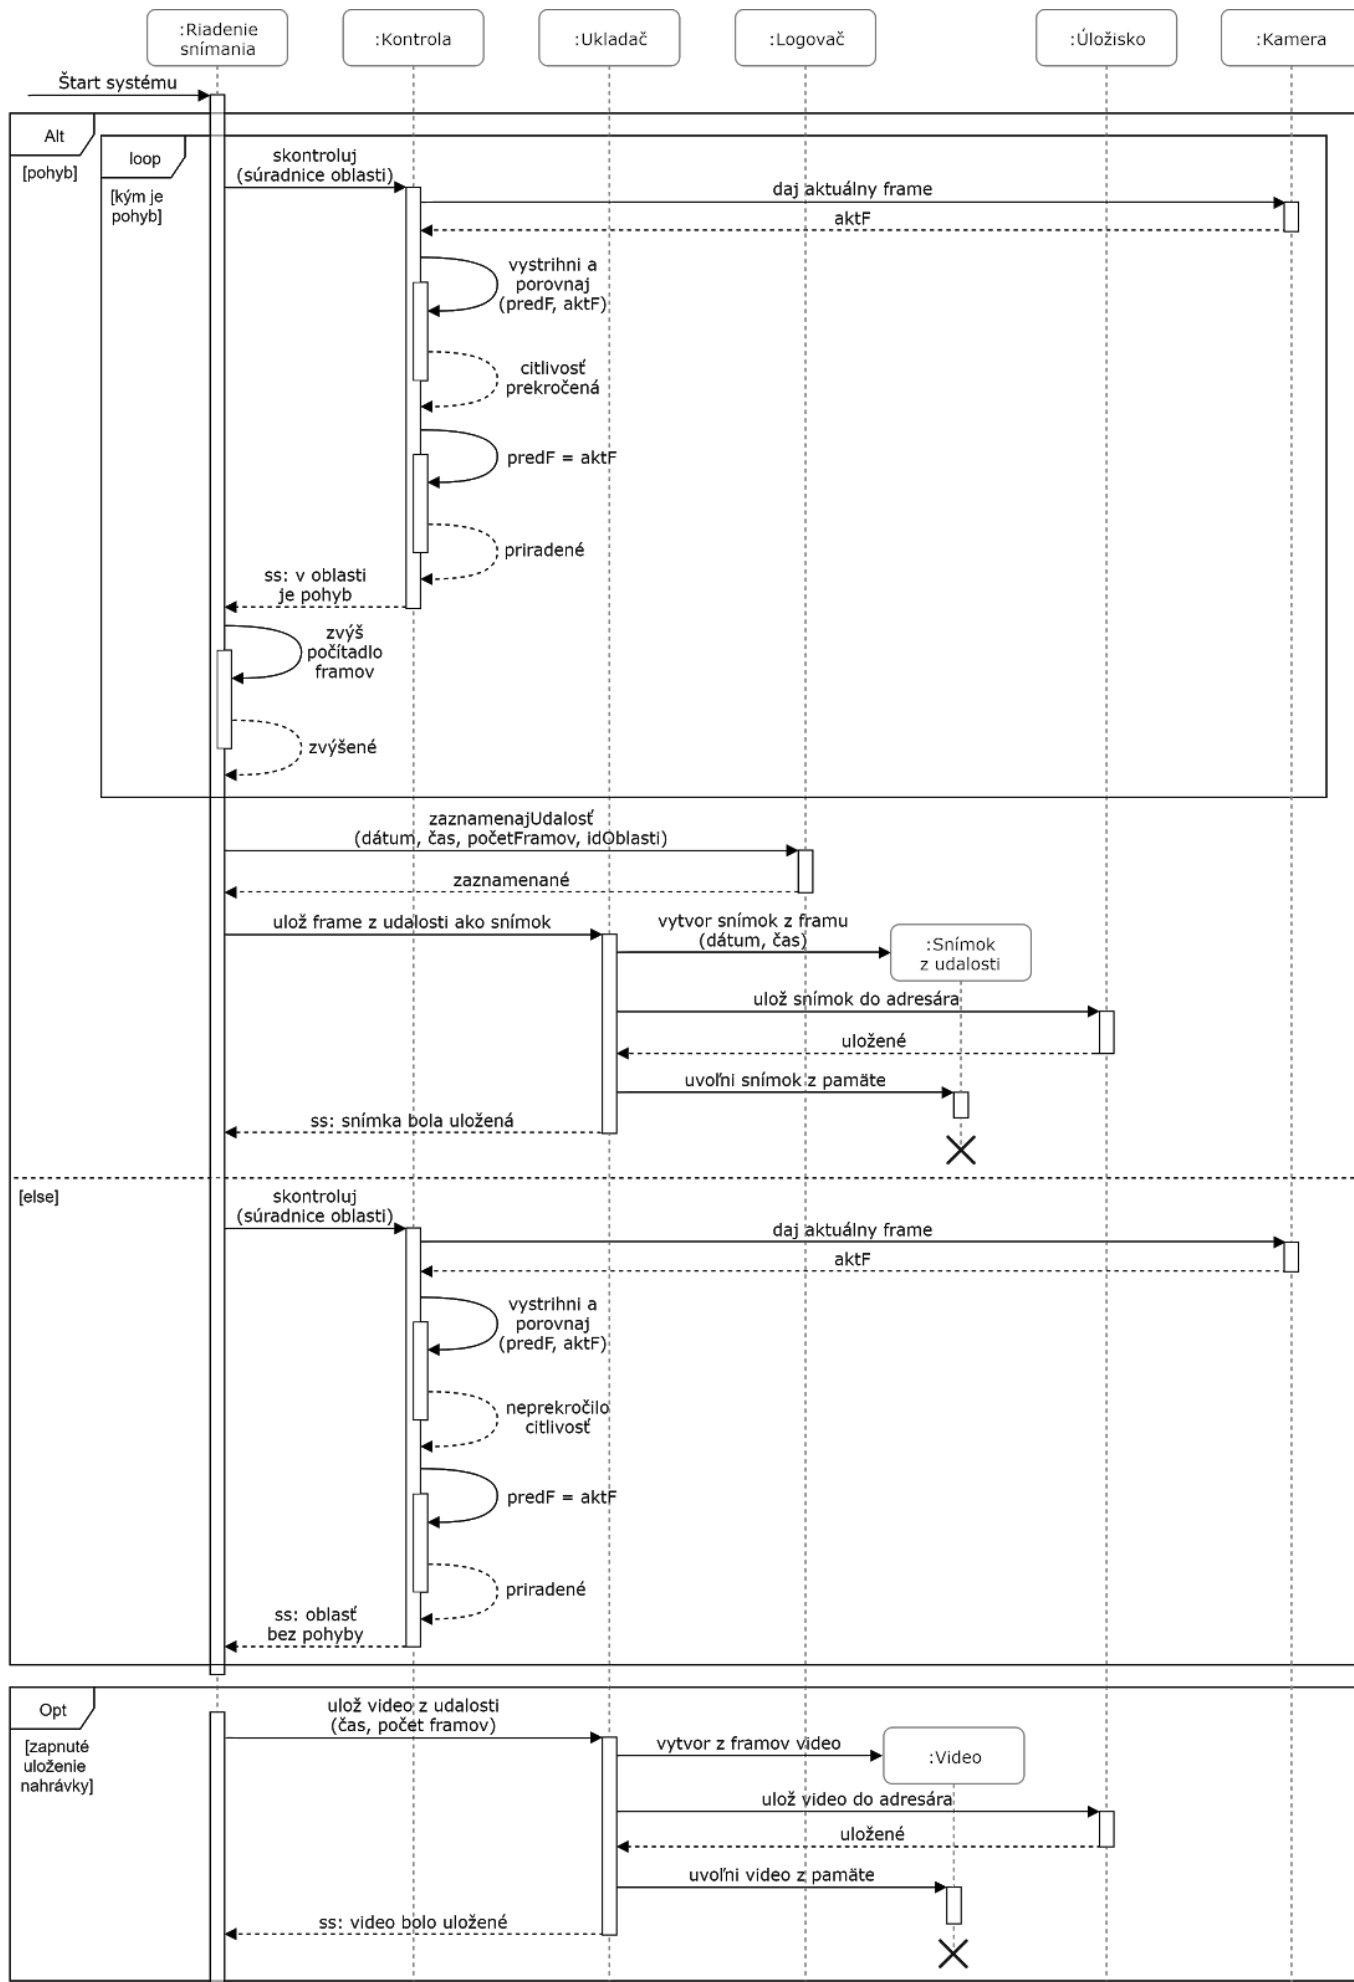 :Riadenie
snímania
:Kontrola
:Ukladač
:Logovač
:Úložisko
:Kamera
Štart systému
Alt
[pohyb]
loop
[kým je
pohyb]
skontroluj
(súradnice oblasti)
daj aktuálny frame
aktF
vystrihni a
porovnaj
(predF, aktF)
citlivosť
prekročená
predF = aktF
priradené
ss: v oblasti
je pohyb
zvýš
počítadlo
framov
zvýšené
zaznamenajUdalosť
(dátum, čas, početFramov, idOblasti)
zaznamenané
ulož frame z udalosti ako snímok
vytvor snímok z framu
(dátum, čas)
:Snímok
z udalosti
ulož snímok do adresára
uložené
uvoľni snímok z pamäte
ss: snímka bola uložená
[else]
skontroluj
(súradnice oblasti)
daj aktuálny frame
aktF
vystrihni a
porovnaj
(predF, aktF)
neprekročilo
citlivosť
predF = aktF
priradené
ss: oblasť
bez pohyby
Opt
[zapnuté
uloženie
nahrávky]
ulož video z udalosti
(čas, počet framov)
vytvor z framov video
:Video
ulož video do adresára
uložené
uvoľni video z pamäte
ss: video bolo uložené